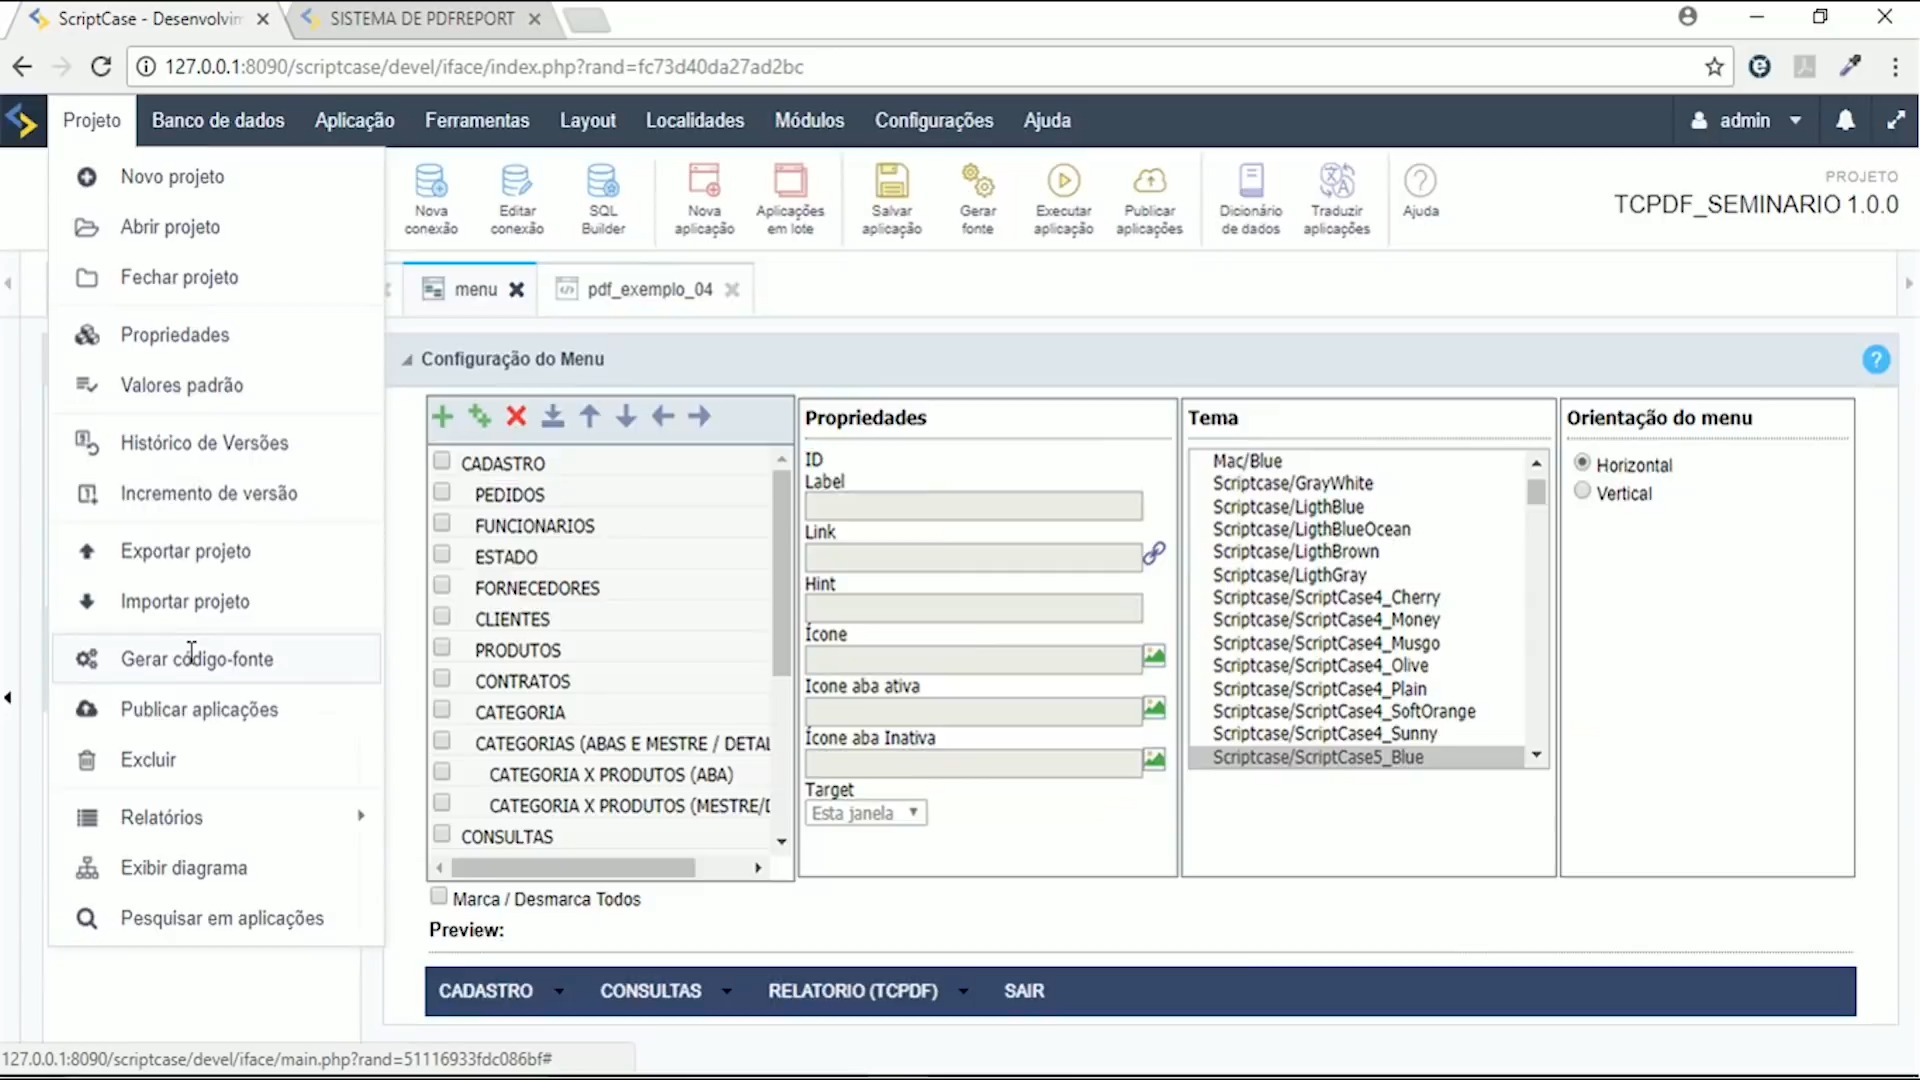 ScriptCase - Desenvolvim
SISTEMA DE PDFREPORT
127.0.0.1:8090/scriptcase/devel/iface/index.php?rand=fc73d40da27ad2bc
Projeto
Banco de dados
Aplicação
Ferramentas
Layout
Localidades
Módulos
Configurações
Ajuda
admin
Novo projeto
Abrir projeto
Fechar projeto
Propriedades
Valores padrão
Histórico de Versões
Incremento de versão
Exportar projeto
Importar projeto
Gerar código-fonte
Publicar aplicações
Excluir
Relatórios
Exibir diagrama
Pesquisar em aplicações
Nova conexão
Editar conexão
SQL Builder
Nova aplicação
Aplicações em lote
Salvar aplicação
Gerar fonte
Executar aplicação
Publicar aplicações
Dicionário de dados
Traduzir aplicações
Ajuda
PROJETO
TCPDF_SEMINARIO 1.0.0
menu
pdf_exemplo_04
Configuração do Menu
?
CADASTRO
PEDIDOS
FUNCIONARIOS
ESTADO
FORNECEDORES
CLIENTES
PRODUTOS
CONTRATOS
CATEGORIA
CATEGORIAS (ABAS E MESTRE / DETAL
CATEGORIA X PRODUTOS (ABA)
CATEGORIA X PRODUTOS (MESTRE/D
CONSULTAS
Marca / Desmarca Todos
Propriedades
ID
Label
Link
Hint
Ícone
Icone aba ativa
Ícone aba Inativa
Target
Esta janela
Tema
Mac/Blue
Scriptcase/GrayWhite
Scriptcase/LigthBlue
Scriptcase/LigthBlueOcean
Scriptcase/LigthBrown
Scriptcase/LigthGray
Scriptcase/ScriptCase4_Cherry
Scriptcase/ScriptCase4_Money
Scriptcase/ScriptCase4_Musgo
Scriptcase/ScriptCase4_Olive
Scriptcase/ScriptCase4_Plain
Scriptcase/ScriptCase4_SoftOrange
Scriptcase/ScriptCase4_Sunny
Scriptcase/ScriptCase5_Blue
Orientação do menu
Horizontal
Vertical
Preview:
CADASTRO
CONSULTAS
RELATORIO (TCPDF)
SAIR
127.0.0.1:8090/scriptcase/devel/iface/main.php?rand=51116933fdc086bf#